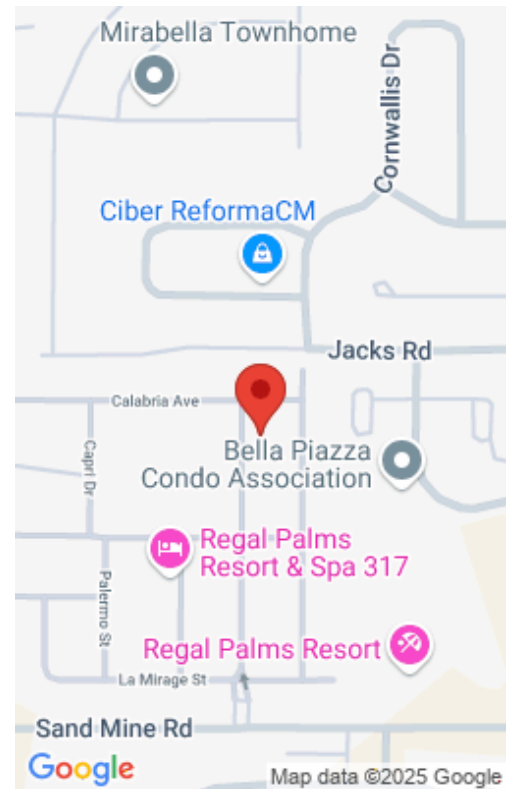 Mirabella Townhome
Cornwallis Dr
Ciber ReformaCM
Jacks Rd
Calabria Ave
Capri Dr
Bella Piazza
Condo Association
Regal Palms
Resort & Spa 317
Palermo St
Regal Palms Resort
La Mirage St
Sand Mine Rd
Google
Map data ©2025 Google